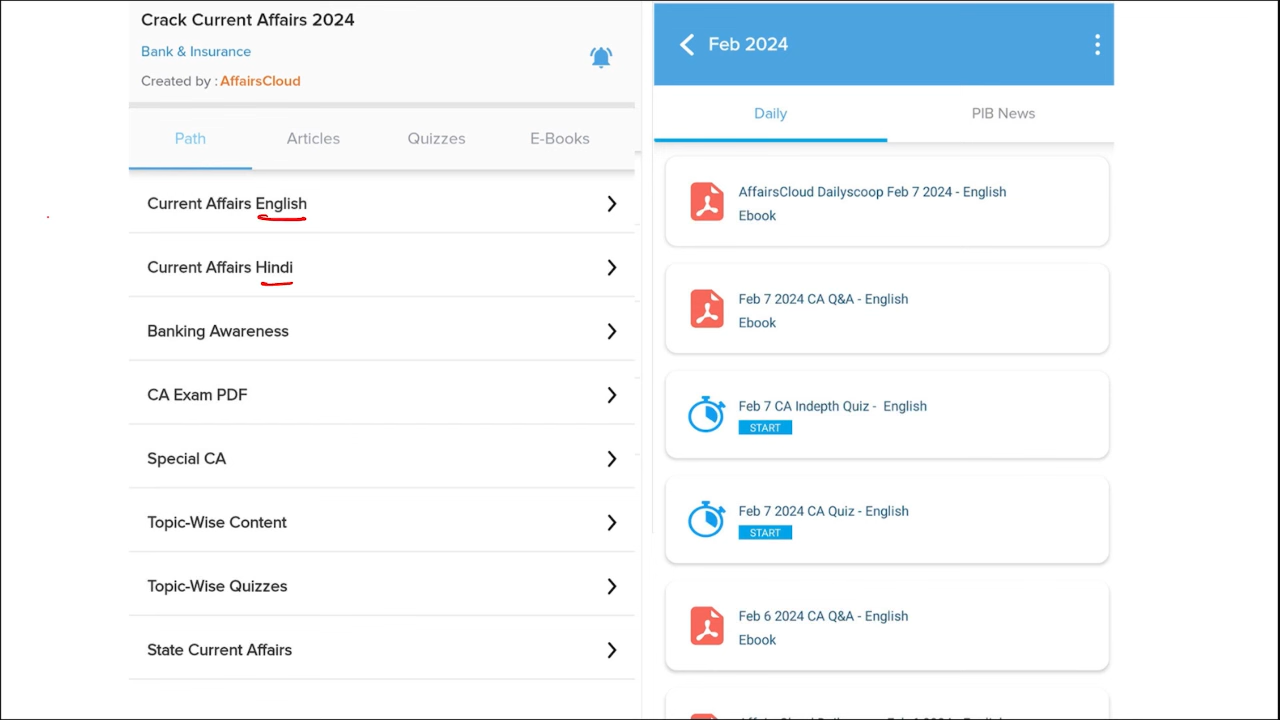 Crack Current Affairs 2024
Bank & Insurance
Created by : AffairsCloud
Path Articles Quizzes E-Books
Current Affairs English
Current Affairs Hindi
Banking Awareness
CA Exam PDF
Special CA
Topic-Wise Content
Topic-Wise Quizzes
State Current Affairs
Feb 2024
Daily PIB News
AffairsCloud Dailyscoop Feb 7 2024 - English
Ebook
Feb 7 2024 CA Q&A - English
Ebook
Feb 7 CA Indepth Quiz - English
START
Feb 7 2024 CA Quiz - English
START
Feb 6 2024 CA Q&A - English
Ebook